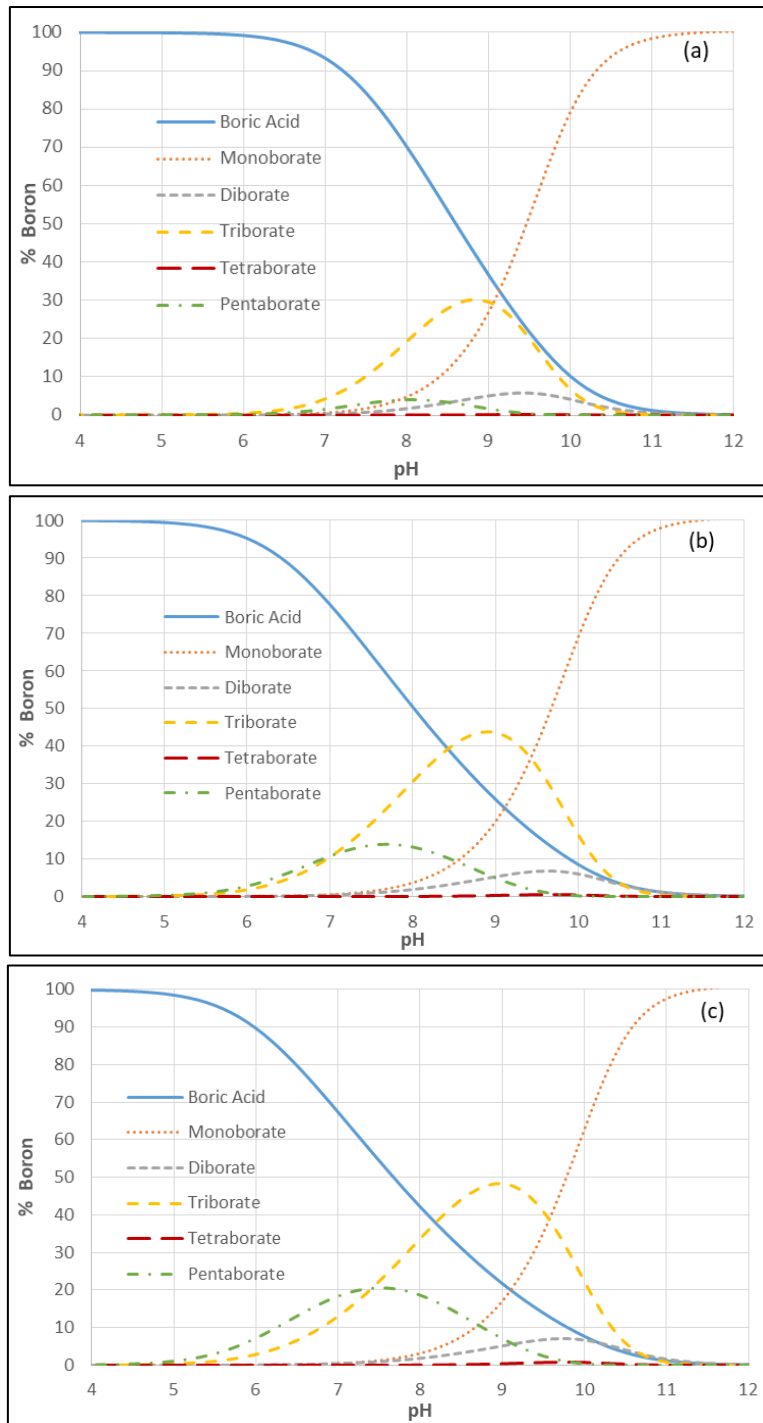 (a)
100
90
80
70
60
50
40
30
20
10
0
% Boron
Boric Acid
Monoborate
Diborate
Triborate
Tetraborate
Pentaborate
4 5 6 7 8 9 10 11 12
pH
(b)
100
90
80
70
60
50
40
30
20
10
0
% Boron
Boric Acid
Monoborate
Diborate
Triborate
Tetraborate
Pentaborate
4 5 6 7 8 9 10 11 12
pH
(c)
100
90
80
70
60
50
40
30
20
10
0
% Boron
Boric Acid
Monoborate
Diborate
Triborate
Tetraborate
Pentaborate
4 5 6 7 8 9 10 11 12
pH